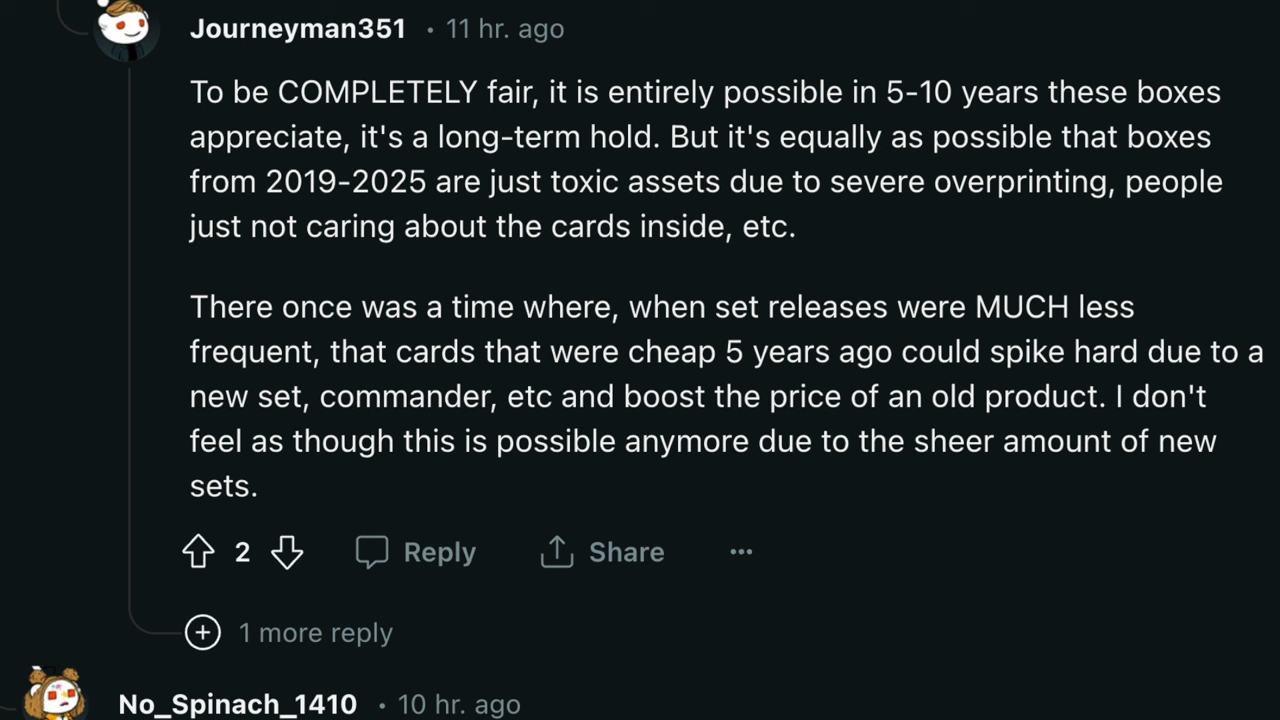 Journeyman351 • 11 hr. ago
To be COMPLETELY fair, it is entirely possible in 5-10 years these boxes
appreciate, it's a long-term hold. But it's equally as possible that boxes
from 2019-2025 are just toxic assets due to severe overprinting, people
just not caring about the cards inside, etc.
There once was a time where, when set releases were MUCH less
frequent, that cards that were cheap 5 years ago could spike hard due to a
new set, commander, etc and boost the price of an old product. I don't
feel as though this is possible anymore due to the sheer amount of new
sets.
2 Reply Share ...
1 more reply
No_Spinach_1410 • 10 hr. ago